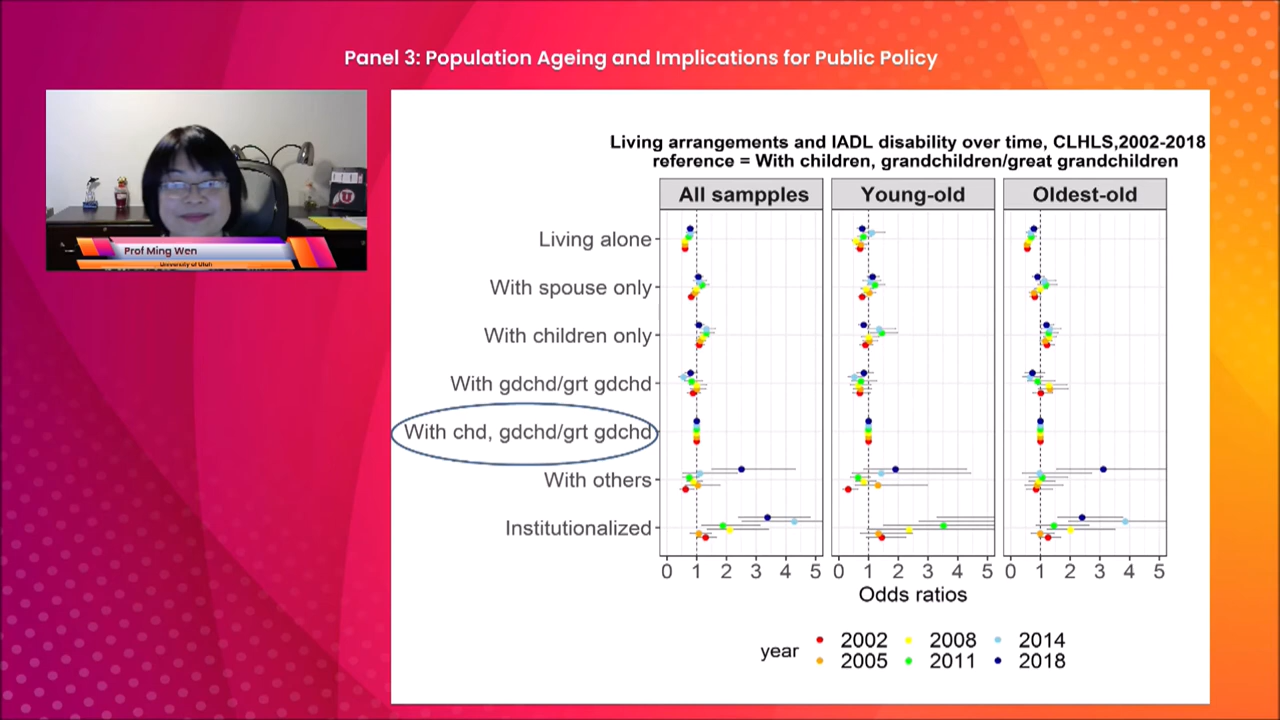 Panel 3: Population Ageing and Implications for Public Policy
U
Prof Ming Wen
University of Utah
Living arrangements and IADL disability over time, CLHLS,2002-2018
reference = With children, grandchildren/great grandchildren
All sampples
Young-old
Oldest-old
Living alone
With spouse only
With children only
With gdchd/grt gdchd
With chd, gdchd/grt gdchd
With others
Institutionalized
0 1 2 3 4 5 0 1 2 3 4 5 0 1 2 3 4 5
Odds ratios
year
2002 2008 2014
2005 2011 2018